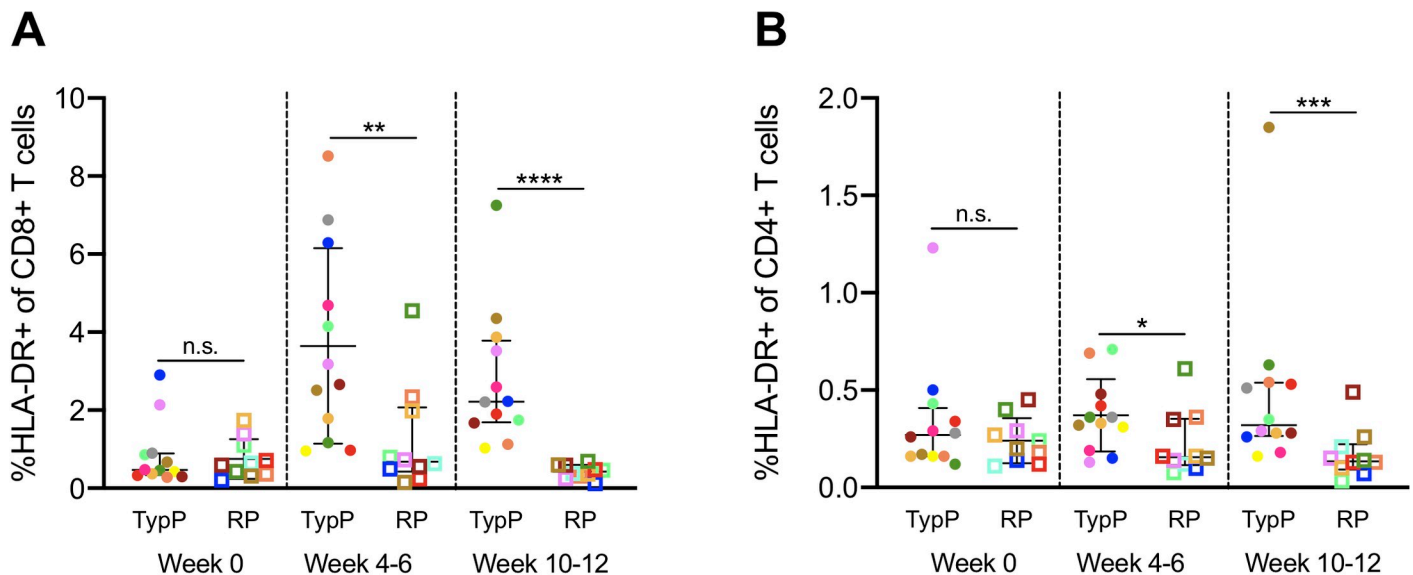 A
%HLA-DR+ of CD8+ T cells
10
8
6
4
2
0
n.s.
**
****
TypP RP TypP RP TypP RP
Week 0 Week 4-6 Week 10-12
B
%HLA-DR+ of CD4+ T cells
2.0
1.5
1.0
0.5
0.0
n.s.
*
***
TypP RP TypP RP TypP RP
Week 0 Week 4-6 Week 10-12